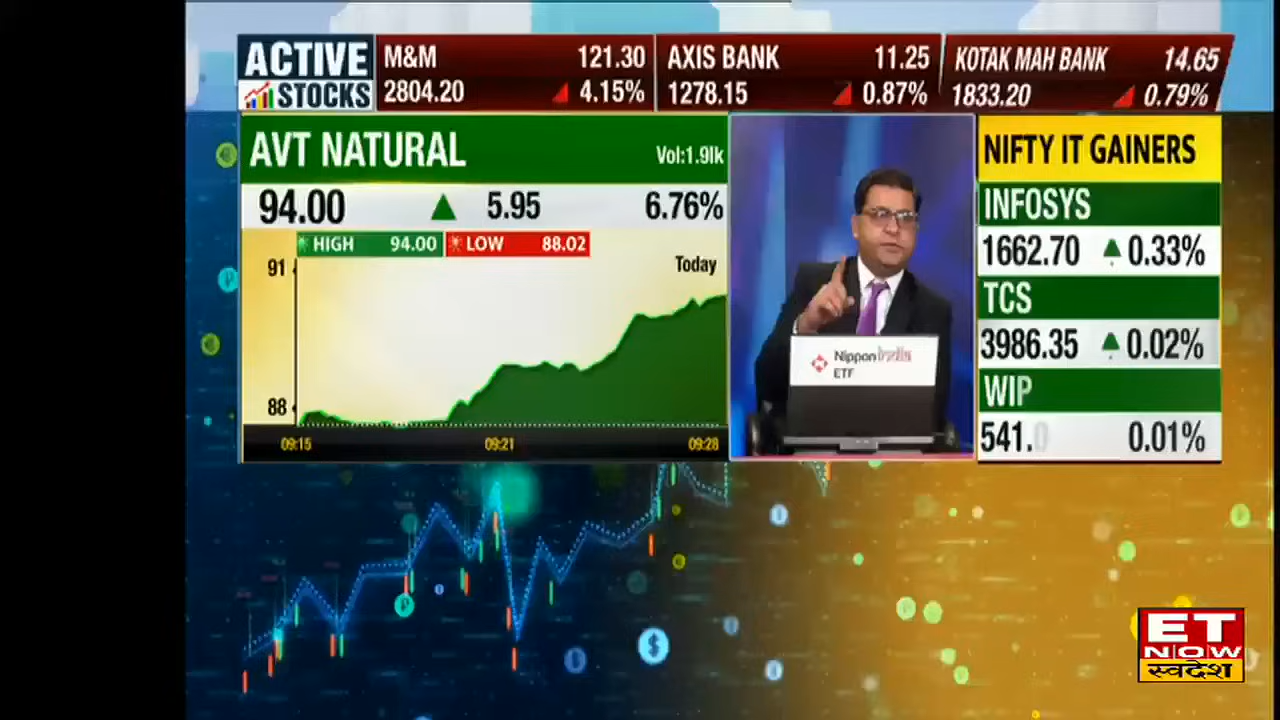 ACTIVE
STOCKS
M&M 121.30
2804.20 4.15%
AXIS BANK 11.25
1278.15 0.87%
KOTAK MAH BANK 14.65
1833.20 0.79%
AVT NATURAL Vol:1.9lk
94.00 5.95 6.76%
HIGH 94.00 LOW 88.02
Today
91
88
09:15 09:21 09:28
Nippon India
ETF
NIFTY IT GAINERS
INFOSYS
1662.70 0.33%
TCS
3986.35 0.02%
WIP
541.0 0.01%
ET
NOW
स्वदेश